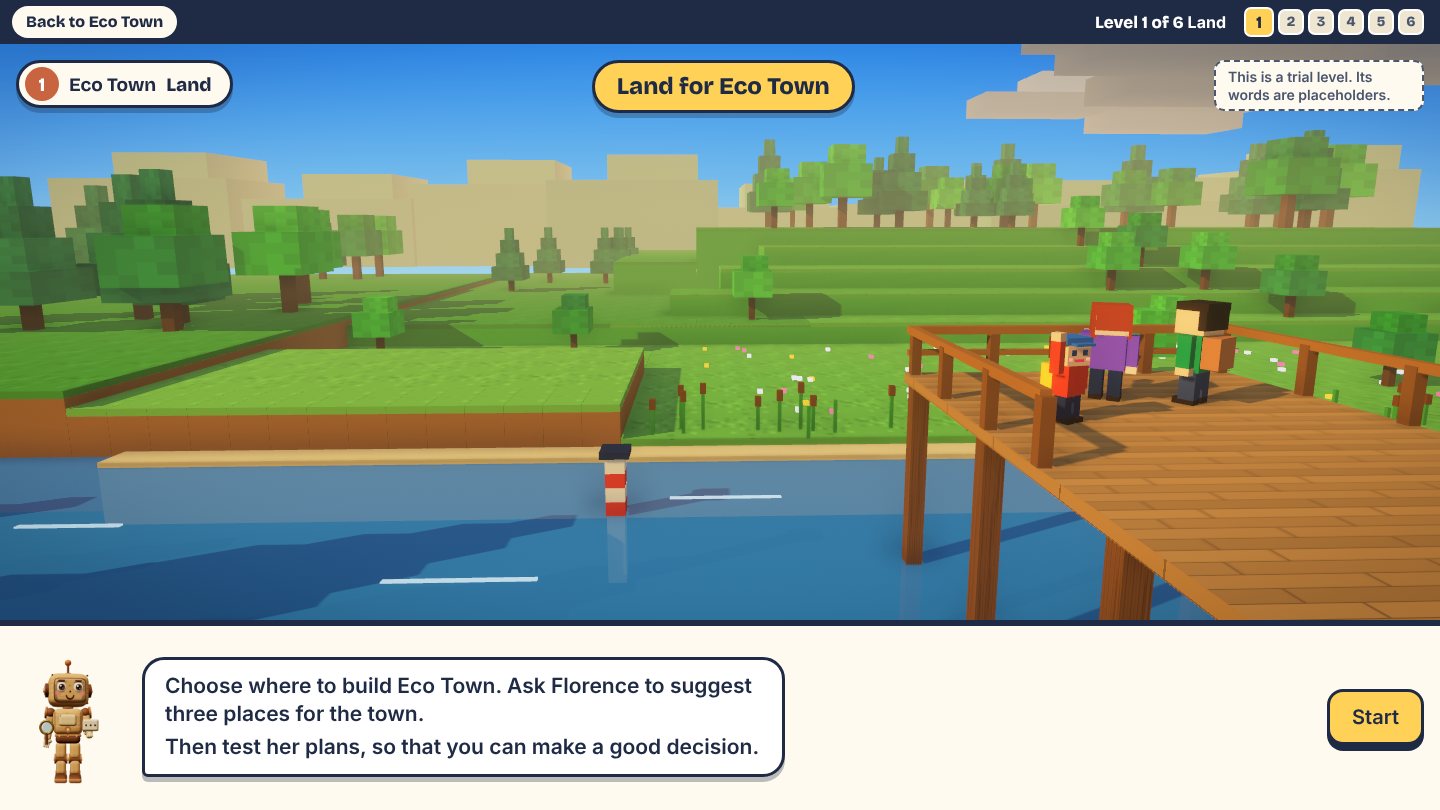 Back to Eco Town
Level 1 of 6 Land
1 2 3 4 5 6
1 Eco Town Land
Land for Eco Town
This is a trial level. Its
words are placeholders.
Choose where to build Eco Town. Ask Florence to suggest
three places for the town.
Then test her plans, so that you can make a good decision.
Start